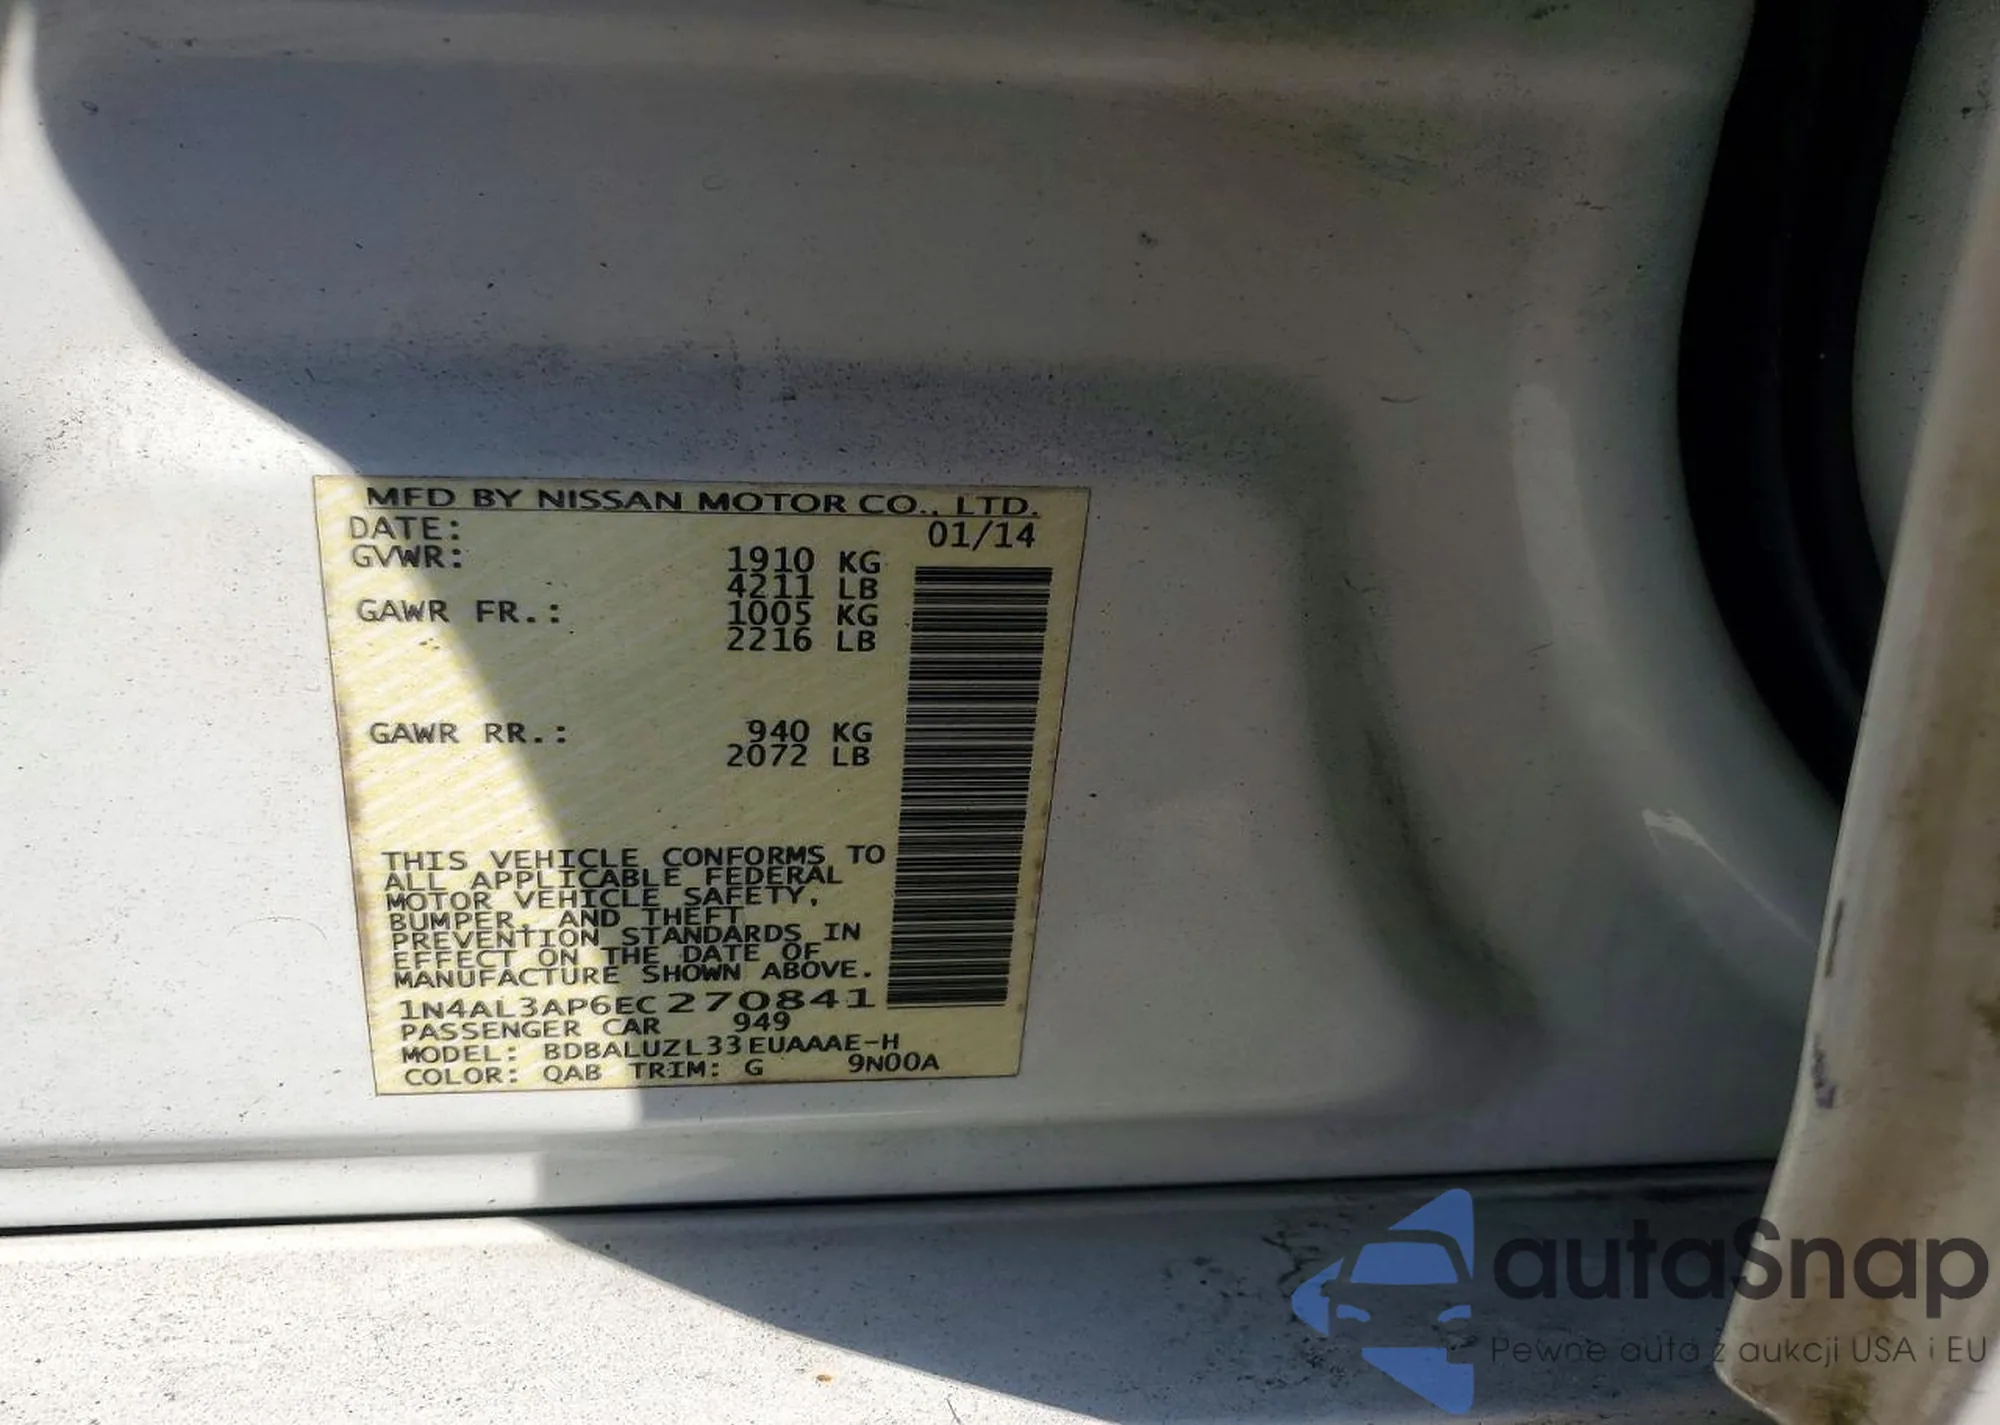 MFD BY NISSAN MOTOR CO., LTD.
DATE: 01/14
GVWR: 1910 KG
4211 LB
GAWR FR.: 1005 KG
2216 LB
GAWR RR.: 940 KG
2072 LB
THIS VEHICLE CONFORMS TO
ALL APPLICABLE FEDERAL
MOTOR VEHICLE SAFETY,
BUMPER, AND THEFT
PREVENTION STANDARDS IN
EFFECT ON THE DATE OF
MANUFACTURE SHOWN ABOVE.
1N4AL3AP6EC270841
PASSENGER CAR 949
MODEL: BDBALUZL33EUAAAE-H
COLOR: QAB TRIM: G 9N00A
autaSnap
Pewne auta z aukcji USA i EU